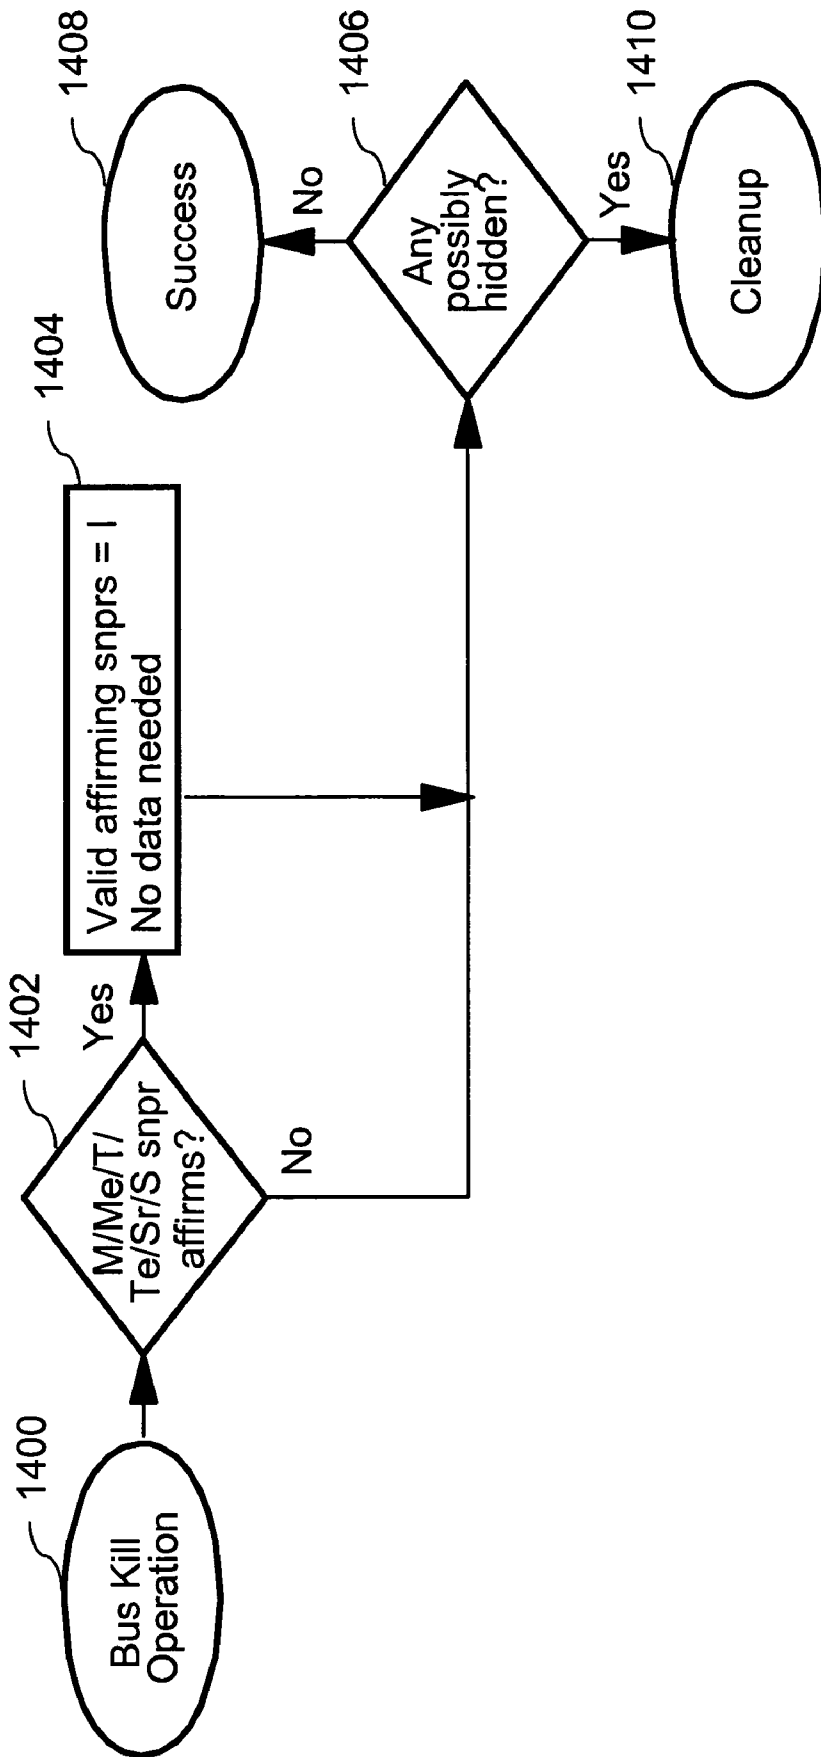 1400
Bus Kill
Operation
1402
M/Me/T/
Te/Sr/S snpr
affirms?
Yes
No
1404
Valid affirming snprs = I
No data needed
1406
Any
possibly
hidden?
No
Yes
1408
Success
1410
Cleanup